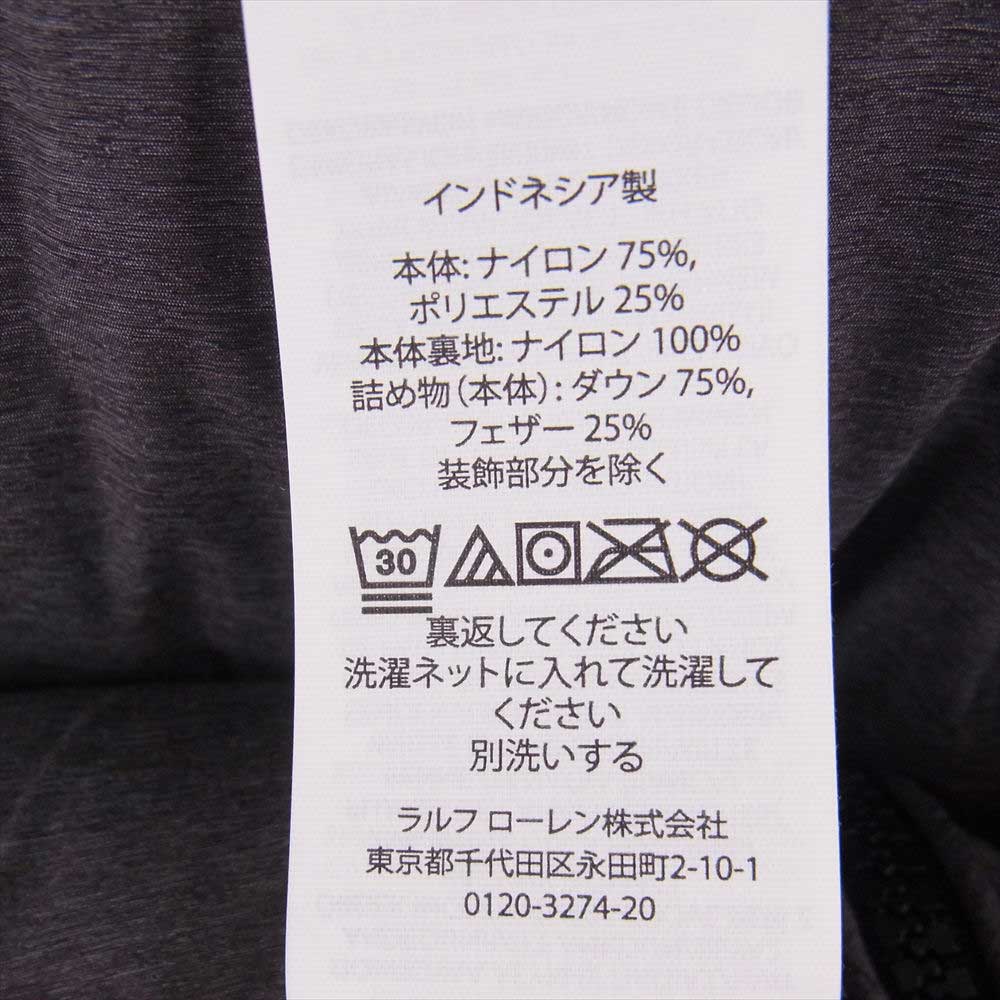 インドネシア製
本体: ナイロン 75%,
ポリエステル 25%
本体裏地: ナイロン 100%
詰め物 (本体) : ダウン 75%,
フェザー 25%
装飾部分を除く
30
裏返してください
洗濯ネットに入れて洗濯して
ください
別洗いする
ラルフ ローレン株式会社
東京都千代田区永田町2-10-1
0120-3274-20